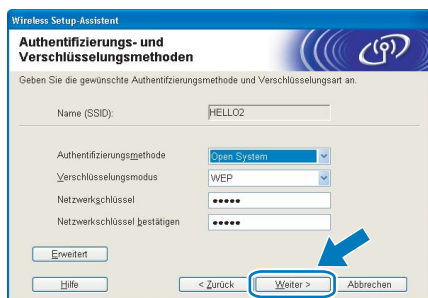 Wireless Setup-Assistent
Authentifizierungs- und
Verschlüsselungsmethoden
Geben Sie die gewünschte Authentifzierungsmethode und Verschlüsselungsart an.
Name (SSID):
HELLO2
Authentifizierungsmethode
Open System
Verschlüsselungsmodus
WEP
Netzwerkschlüssel
•••••
Netzwerkschlüssel bestätigen
•••••
Erweitert
Hilfe
< Zurück
Weiter >
Abbrechen